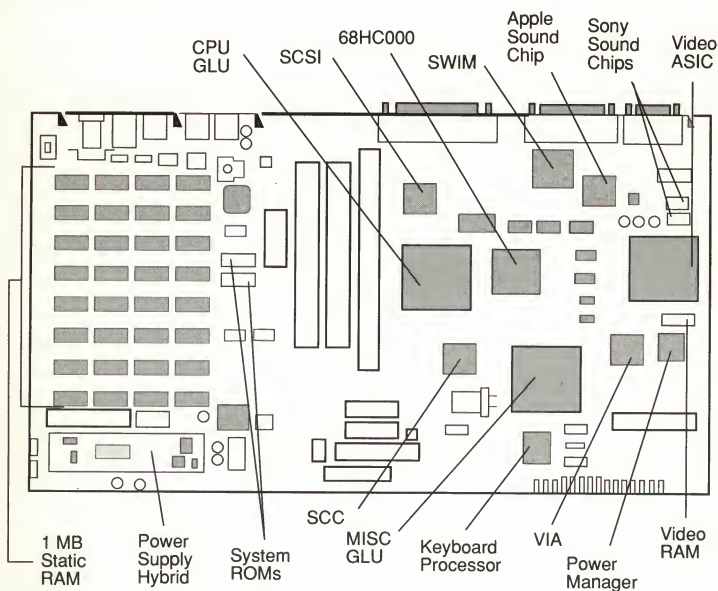 CPU
GLU
SCSI
68HC000
SWIM
Apple
Sound
Chip
Sony
Sound
Chips
Video
ASIC
1 MB
Static
RAM
Power
Supply
Hybrid
System
ROMs
SCC
MISC
GLU
Keyboard
Processor
VIA
Power
Manager
Video
RAM